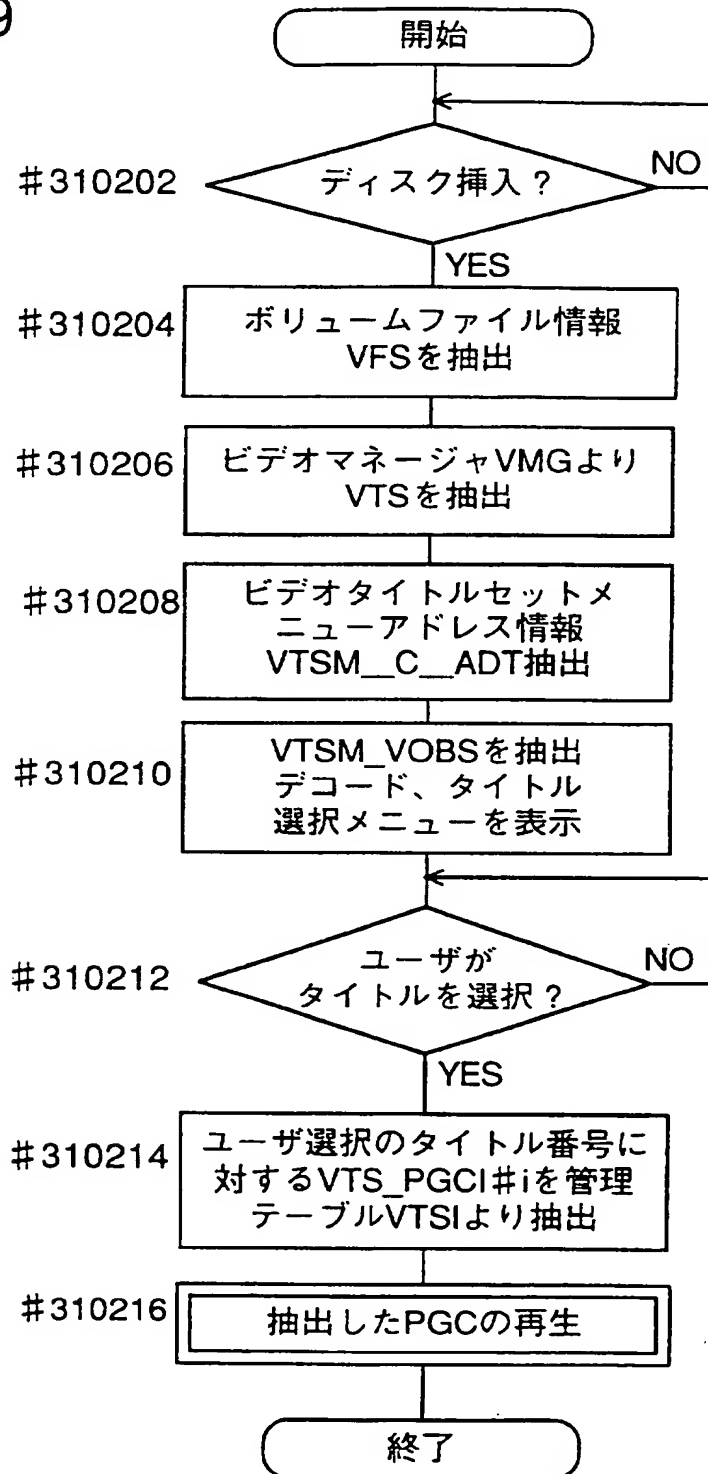 9
開始
#310202
ディスク挿入？
NO
YES
#310204
ボリュームファイル情報
VFSを抽出
#310206
ビデオマネージャVMGより
VTSを抽出
#310208
ビデオタイトルセットメ
ニューアドレス情報
VTSM__C__ADT抽出
#310210
VTSM_VOBSを抽出
デコード、タイトル
選択メニューを表示
#310212
ユーザが
タイトルを選択？
NO
YES
#310214
ユーザ選択のタイトル番号に
対するVTS_PGCI#iを管理
テーブルVTSIより抽出
#310216
抽出したPGCの再生
終了